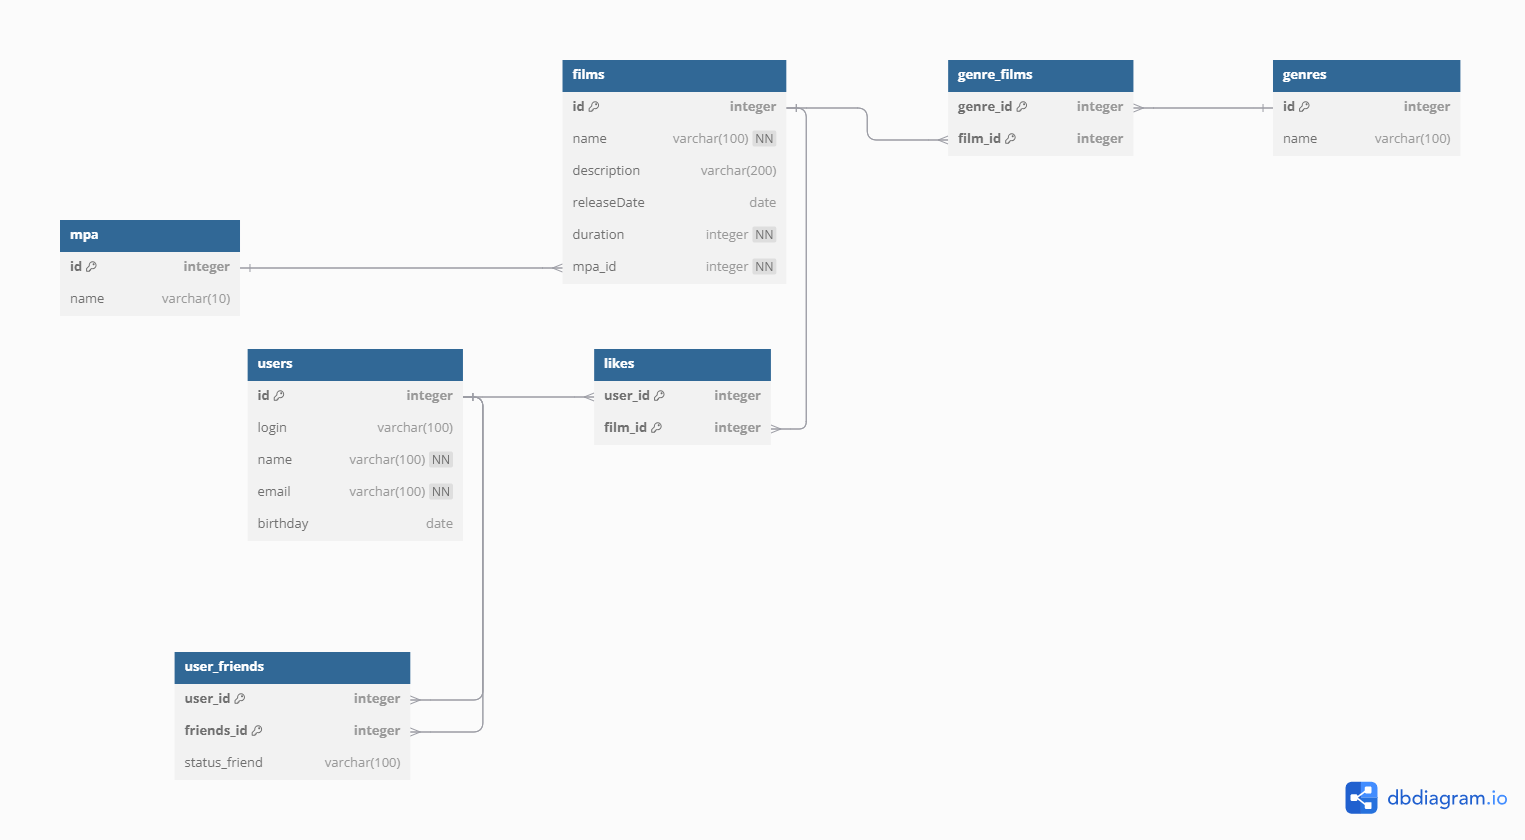 films
id integer
name varchar(100) NN
description varchar(200)
releaseDate date
duration integer NN
mpa_id integer NN
genre_films
genre_id integer
film_id integer
genres
id integer
name varchar(100)
mpa
id integer
name varchar(10)
users
id integer
login varchar(100)
name varchar(100) NN
email varchar(100) NN
birthday date
likes
user_id integer
film_id integer
user_friends
user_id integer
friends_id integer
status_friend varchar(100)
dbdiagram.io